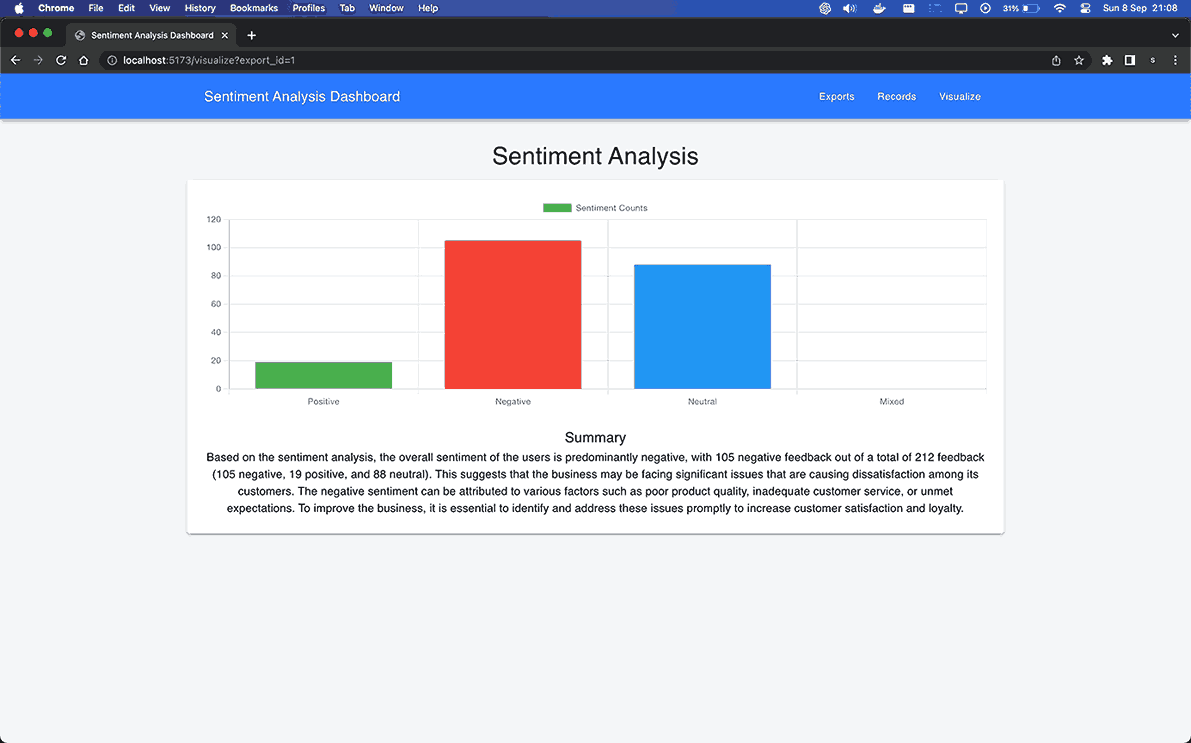 Chrome File Edit View History Bookmarks Profiles Tab Window Help 31% Sun 8 Sep 21:08
Sentiment Analysis Dashboard
localhost:5173/visualize?export_id=1 s
Sentiment Analysis Dashboard Exports Records Visualize
Sentiment Analysis
Sentiment Counts
120
100
80
60
40
20
0
Positive Negative Neutral Mixed
Summary
Based on the sentiment analysis, the overall sentiment of the users is predominantly negative, with 105 negative feedback out of a total of 212 feedback
(105 negative, 19 positive, and 88 neutral). This suggests that the business may be facing significant issues that are causing dissatisfaction among its
customers. The negative sentiment can be attributed to various factors such as poor product quality, inadequate customer service, or unmet
expectations. To improve the business, it is essential to identify and address these issues promptly to increase customer satisfaction and loyalty.